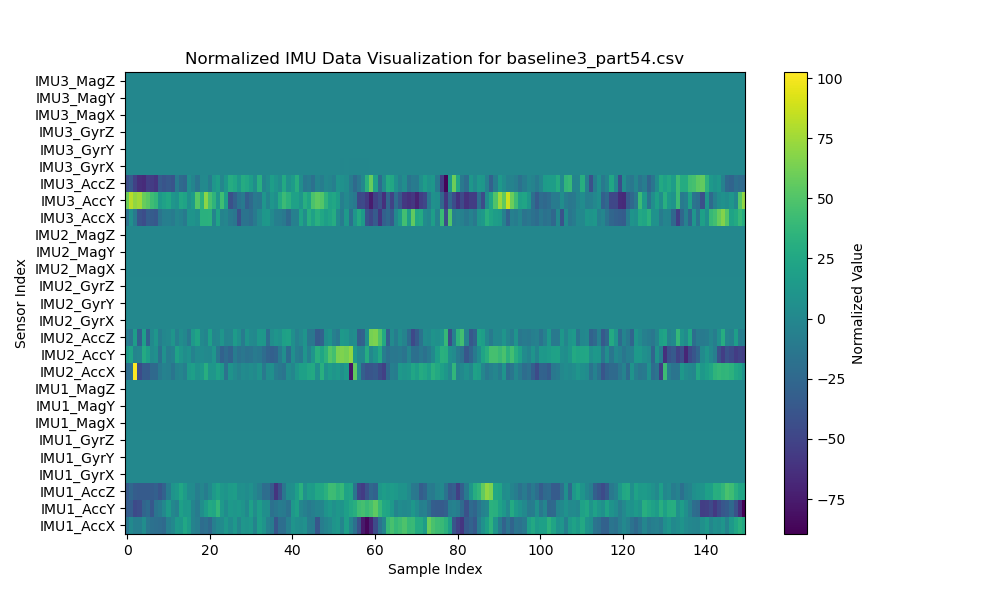 Normalized IMU Data Visualization for baseline3_part54.csv
IMU3_MagZ
IMU3_MagY
IMU3_MagX
IMU3_GyrZ
IMU3_GyrY
IMU3_GyrX
IMU3_AccZ
IMU3_AccY
IMU3_AccX
IMU2_MagZ
IMU2_MagY
IMU2_MagX
IMU2_GyrZ
IMU2_GyrY
IMU2_GyrX
IMU2_AccZ
IMU2_AccY
IMU2_AccX
IMU1_MagZ
IMU1_MagY
IMU1_MagX
IMU1_GyrZ
IMU1_GyrY
IMU1_GyrX
IMU1_AccZ
IMU1_AccY
IMU1_AccX
Sensor Index
0 20 40 60 80 100 120 140
Sample Index
100
75
50
25
0
−25
−50
−75
Normalized Value